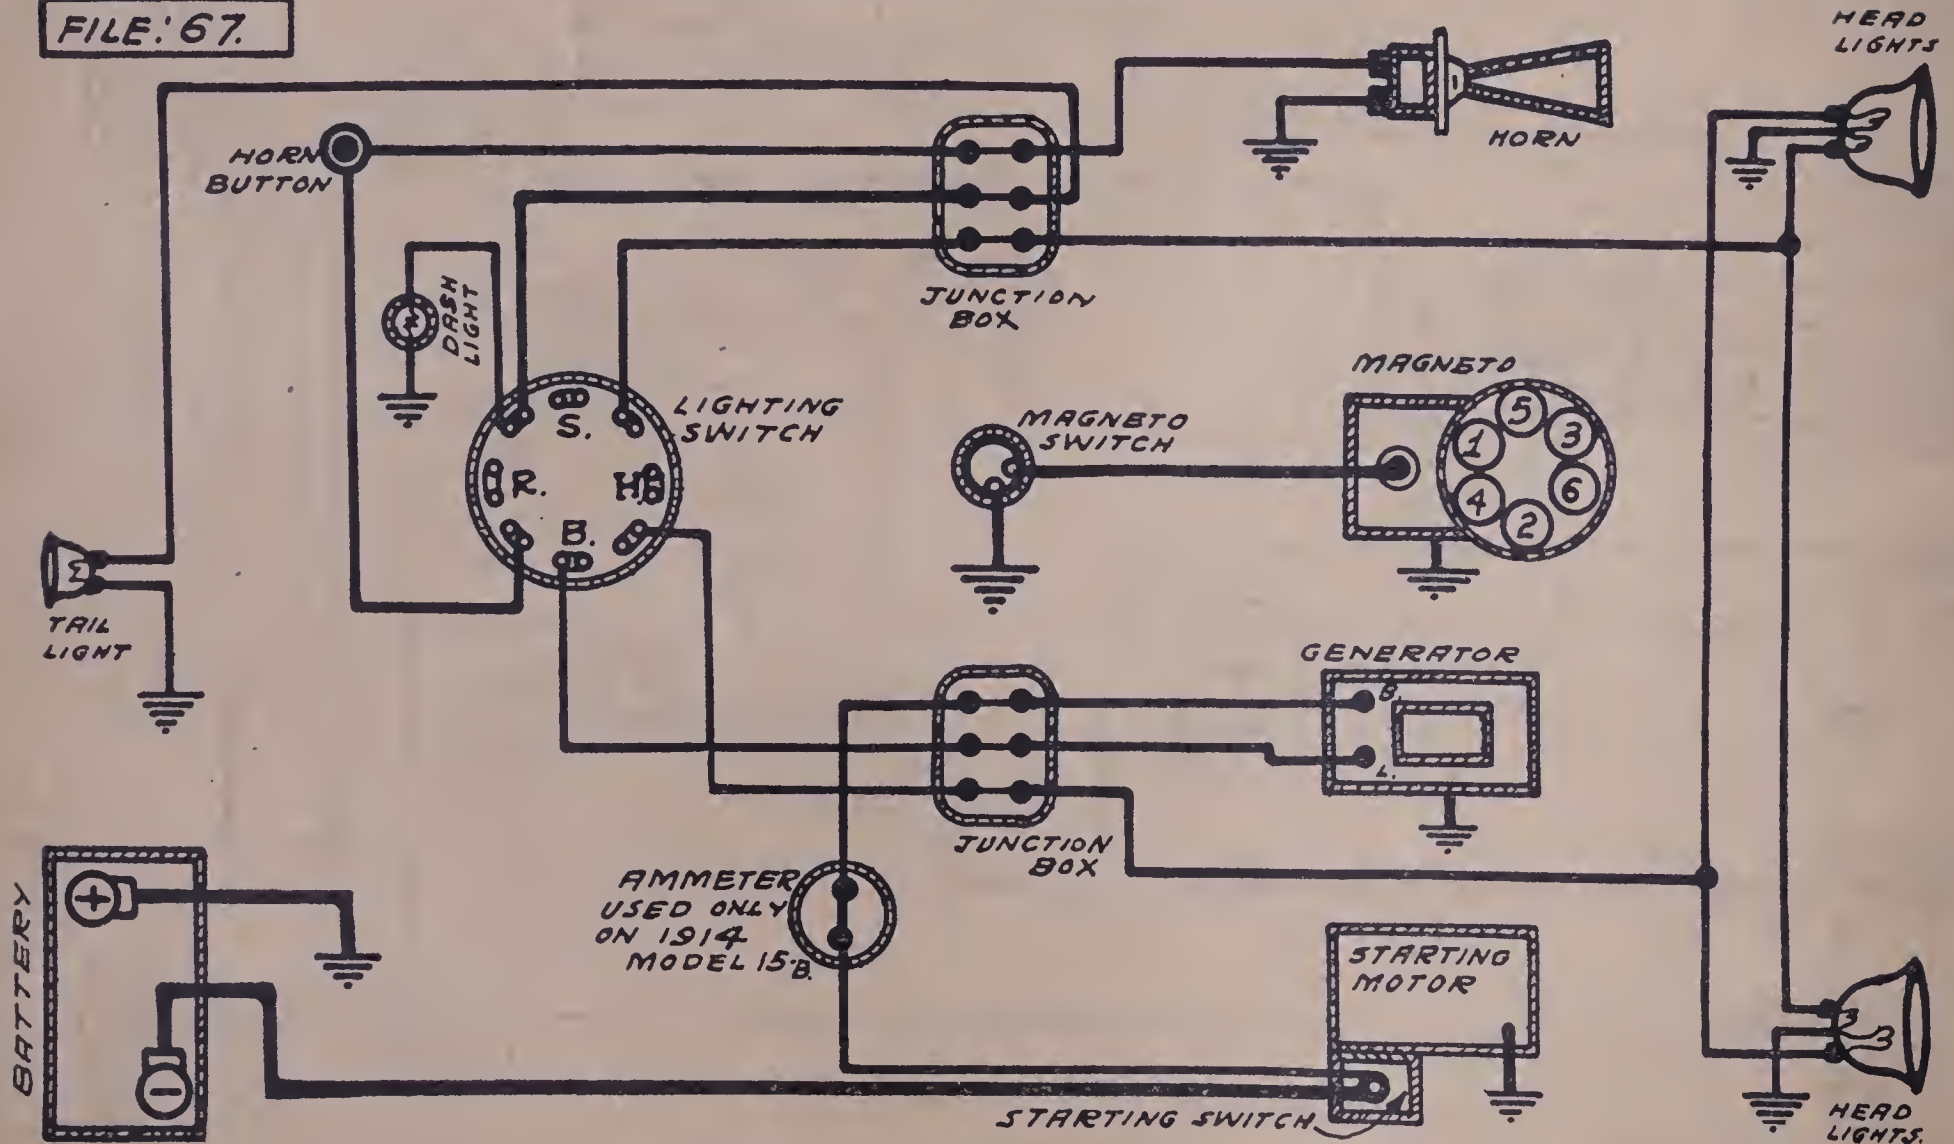 FILE: 67.
HEAD
LIGHTS
HORN
BUTTON
HORN
DASH
LIGHT
JUNCTION
BOX
LIGHTING
SWITCH
S.
R.
H.
B.
MAGNETO
SWITCH
MAGNETO
5
1
3
4
6
2
TAIL
LIGHT
GENERATOR
B.
L.
JUNCTION
BOX
AMMETER
USED ONLY
ON 1914
MODEL 15-B.
BATTERY
+
-
STARTING
MOTOR
STARTING SWITCH
HEAD
LIGHTS.